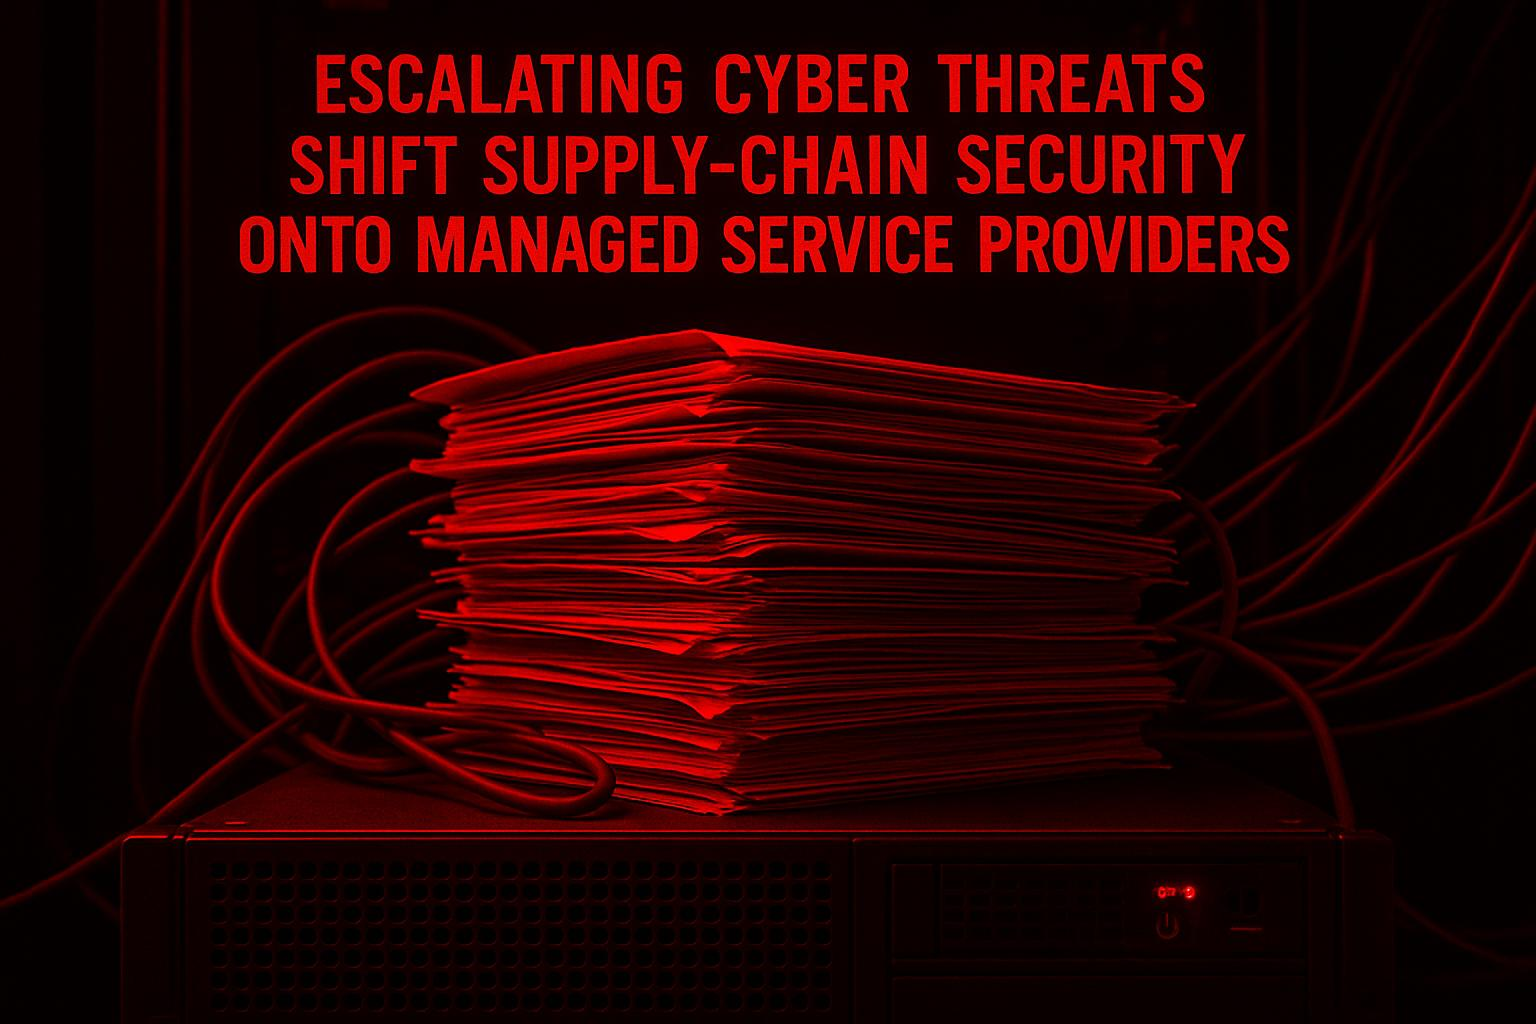 ESCALATING CYBER THREATS
SHIFT SUPPLY-CHAIN SECURITY
ONTO MANAGED SERVICE PROVIDERS